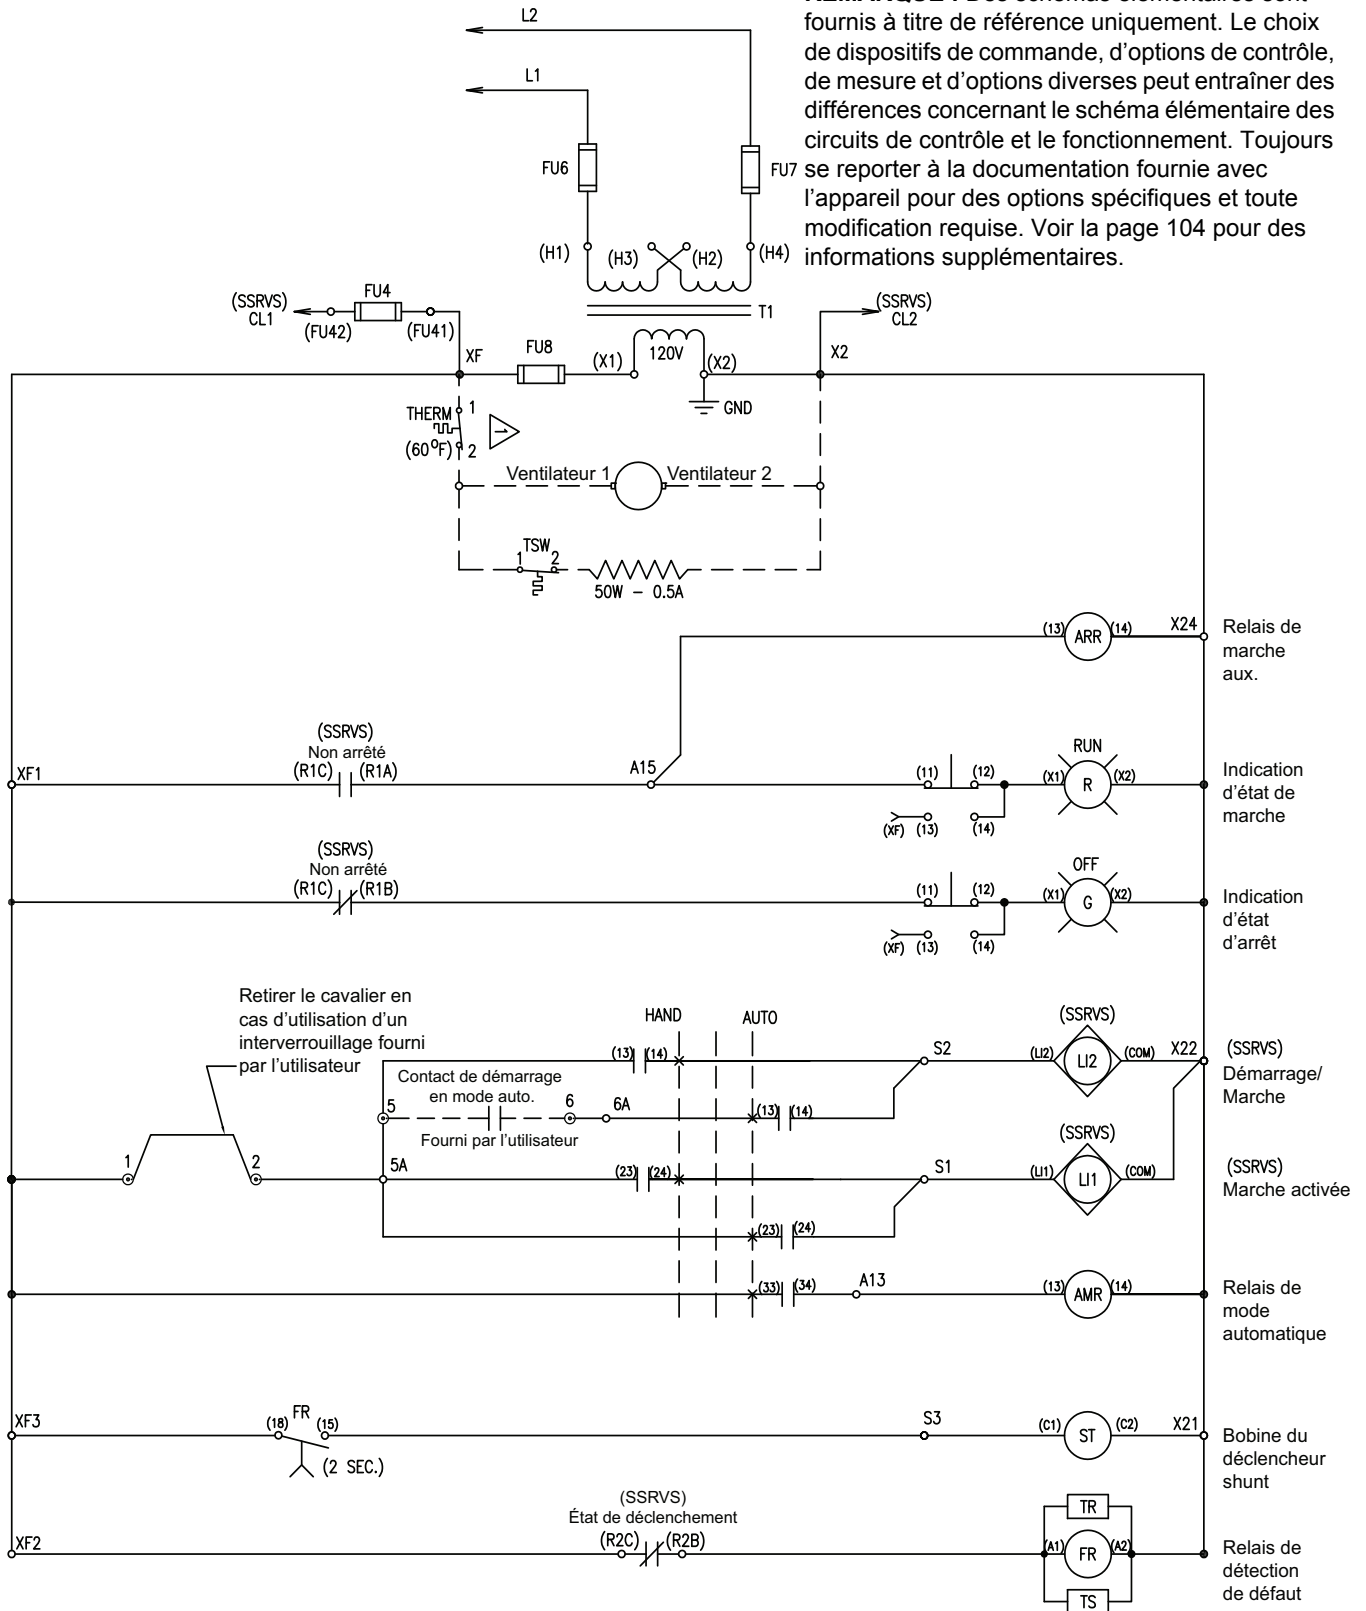 REMARQUE : Des schémas élémentaires sont
fournis à titre de référence uniquement. Le choix
de dispositifs de commande, d'options de contrôle,
de mesure et d'options diverses peut entraîner des
différences concernant le schéma élémentaire des
circuits de contrôle et le fonctionnement. Toujours
se reporter à la documentation fournie avec
l'appareil pour des options spécifiques et toute
modification requise. Voir la page 104 pour des
informations supplémentaires.
L2
L1
FU6
FU7
(H1)
(H3)
(H2)
(H4)
T1
(SSRVS)
CL1
FU4
(FU42)
(FU41)
(SSRVS)
CL2
XF
FU8
(X1)
120V
(X2)
X2
GND
THERM
1
(60°F)
2
1
Ventilateur 1
Ventilateur 2
TSW
1
2
50W - 0.5A
(13)
ARR
(14)
X24
Relais de
marche
aux.
XF1
(SSRVS)
Non arrêté
(R1C)
(R1A)
A15
(11)
(12)
(XF)
(13)
(14)
RUN
(X1)
R
(X2)
Indication
d'état de
marche
(SSRVS)
Non arrêté
(R1C)
(R1B)
(11)
(12)
(XF)
(13)
(14)
OFF
(X1)
G
(X2)
Indication
d'état
d'arrêt
Retirer le cavalier en
cas d'utilisation d'un
interverrouillage fourni
par l'utilisateur
HAND
AUTO
(13)
(14)
S2
(SSRVS)
(LI2)
LI2
(COM)
X22
(SSRVS)
Démarrage/
Marche
Contact de démarrage
en mode auto.
5
6
6A
(13)
(14)
Fourni par l'utilisateur
1
2
5A
(23)
(24)
S1
(SSRVS)
(LI1)
LI1
(COM)
(SSRVS)
Marche activée
(23)
(24)
(33)
(34)
A13
(13)
AMR
(14)
Relais de
mode
automatique
XF3
(18)
FR
(15)
(2 SEC.)
S3
(C1)
ST
(C2)
X21
Bobine du
déclencheur
shunt
XF2
(SSRVS)
État de déclenchement
(R2C)
(R2B)
TR
(A1)
FR
(A2)
TS
Relais de
détection
de défaut